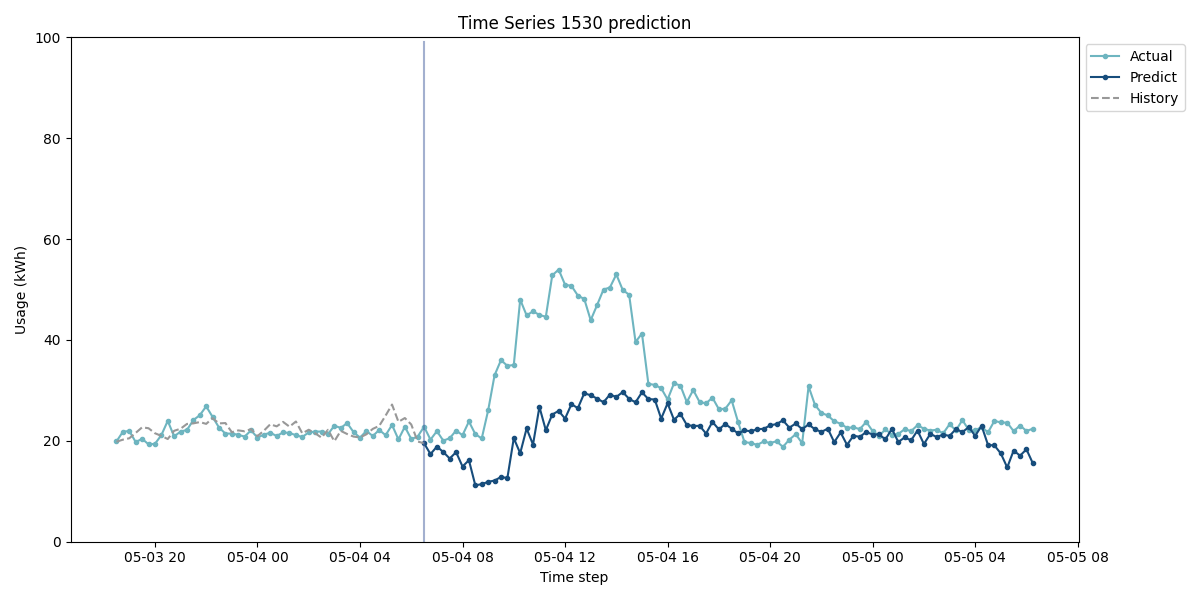 Time Series 1530 prediction
100
80
60
40
20
0
Usage (kWh)
05-03 20
05-04 00
05-04 04
05-04 08
05-04 12
05-04 16
05-04 20
05-05 00
05-05 04
05-05 08
Time step
Actual
Predict
History